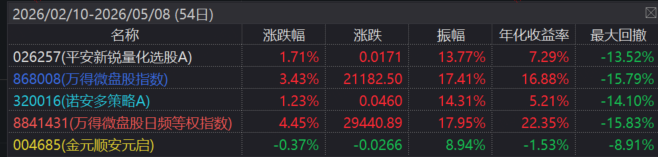 2026/02/10-2026/05/08 (54日)
名称 涨跌幅 涨跌 振幅 年化收益率 最大回撤
026257(平安新锐量化选股A) 1.71% 0.0171 13.77% 7.29% -13.52%
868008(万得微盘股指数) 3.43% 21182.50 17.41% 16.88% -15.79%
320016(诺安多策略A) 1.23% 0.0460 14.31% 5.21% -14.10%
8841431(万得微盘股日频等权指数) 4.45% 29440.89 17.95% 22.35% -15.83%
004685(金元顺安元启) -0.37% -0.0266 8.94% -1.53% -8.91%